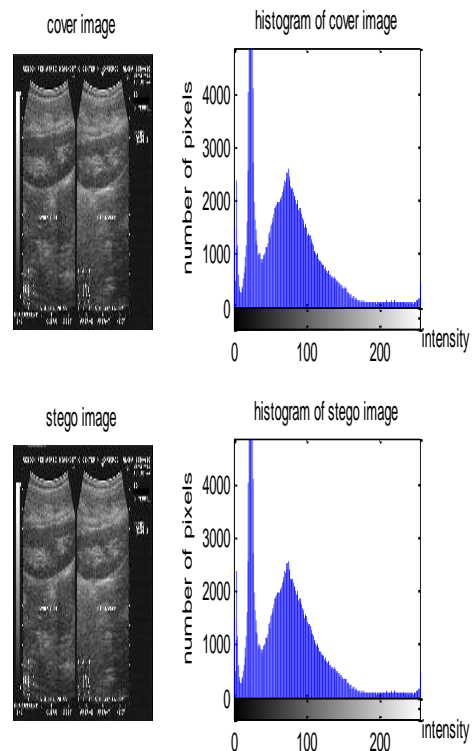 cover image
histogram of cover image
number of pixels
4000
3000
2000
1000
0
0 100 200
intensity
stego image
histogram of stego image
number of pixels
4000
3000
2000
1000
0
0 100 200
intensity